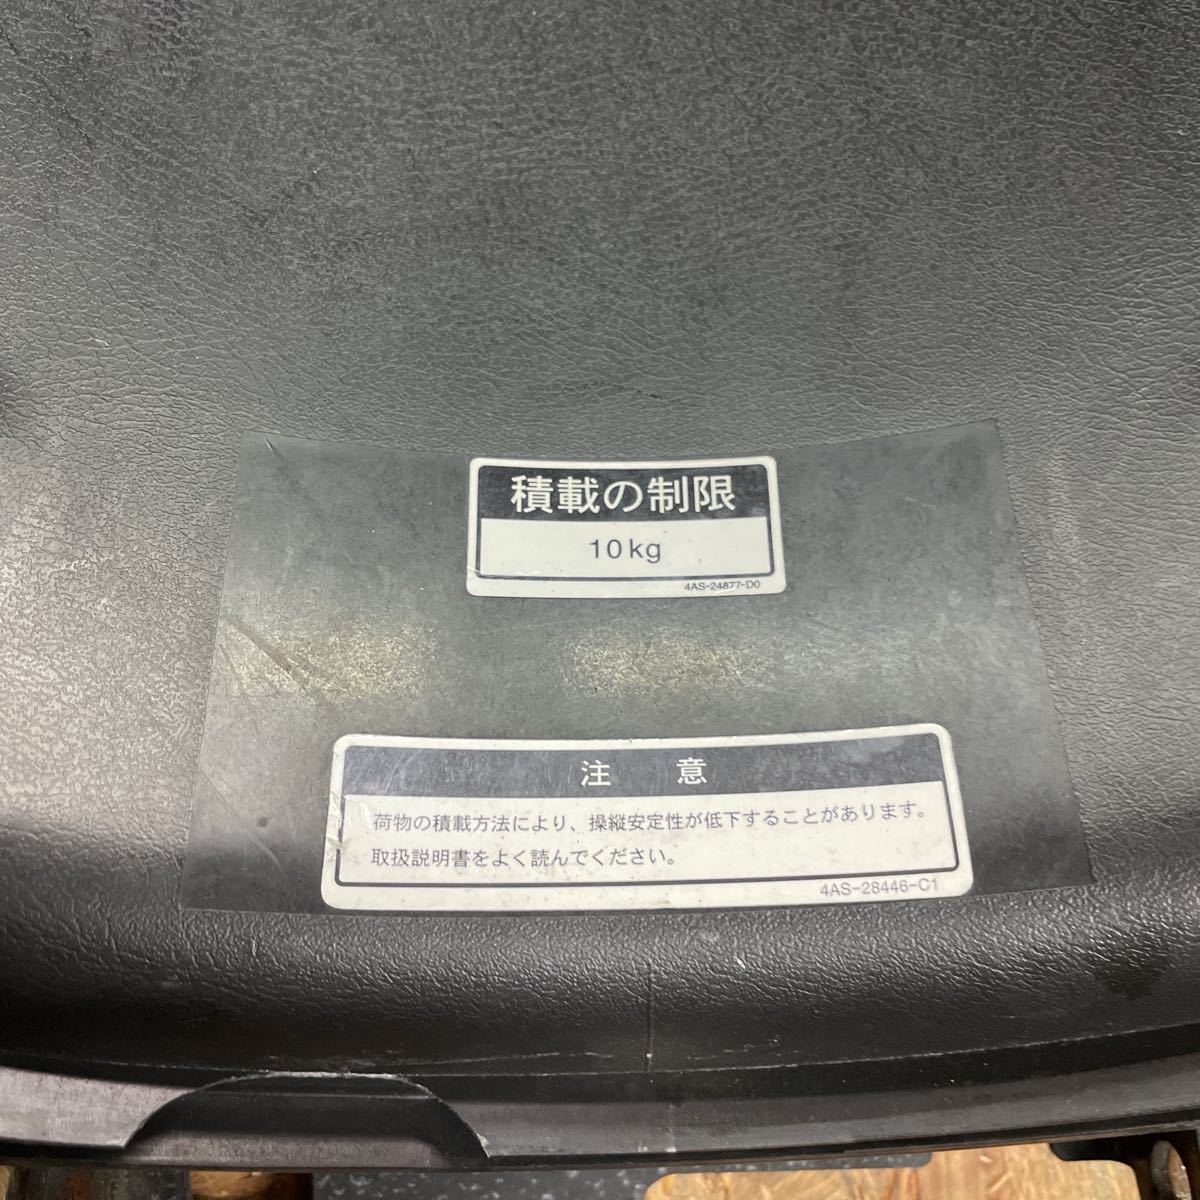 積載の制限
10kg
4AS-24877-D0
注 意
荷物の積載方法により、操縦安定性が低下することがあります。
取扱説明書をよく読んでください。
4AS-28446-C1